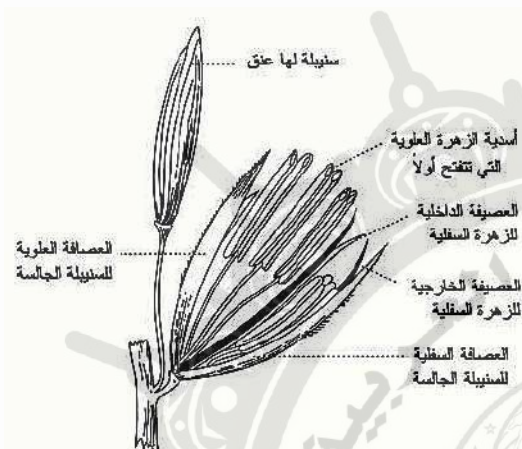 سنيبلة لها عنق
أسدية الزهرة العلوية
التي تتفتح أولاً
العصيفة الداخلية
للزهرة السفلية
العصافة العلوية
للسنيبلة الجالسة
العصيفة الخارجية
للزهرة السفلية
العصافة السفلية
للسنيبلة الجالسة